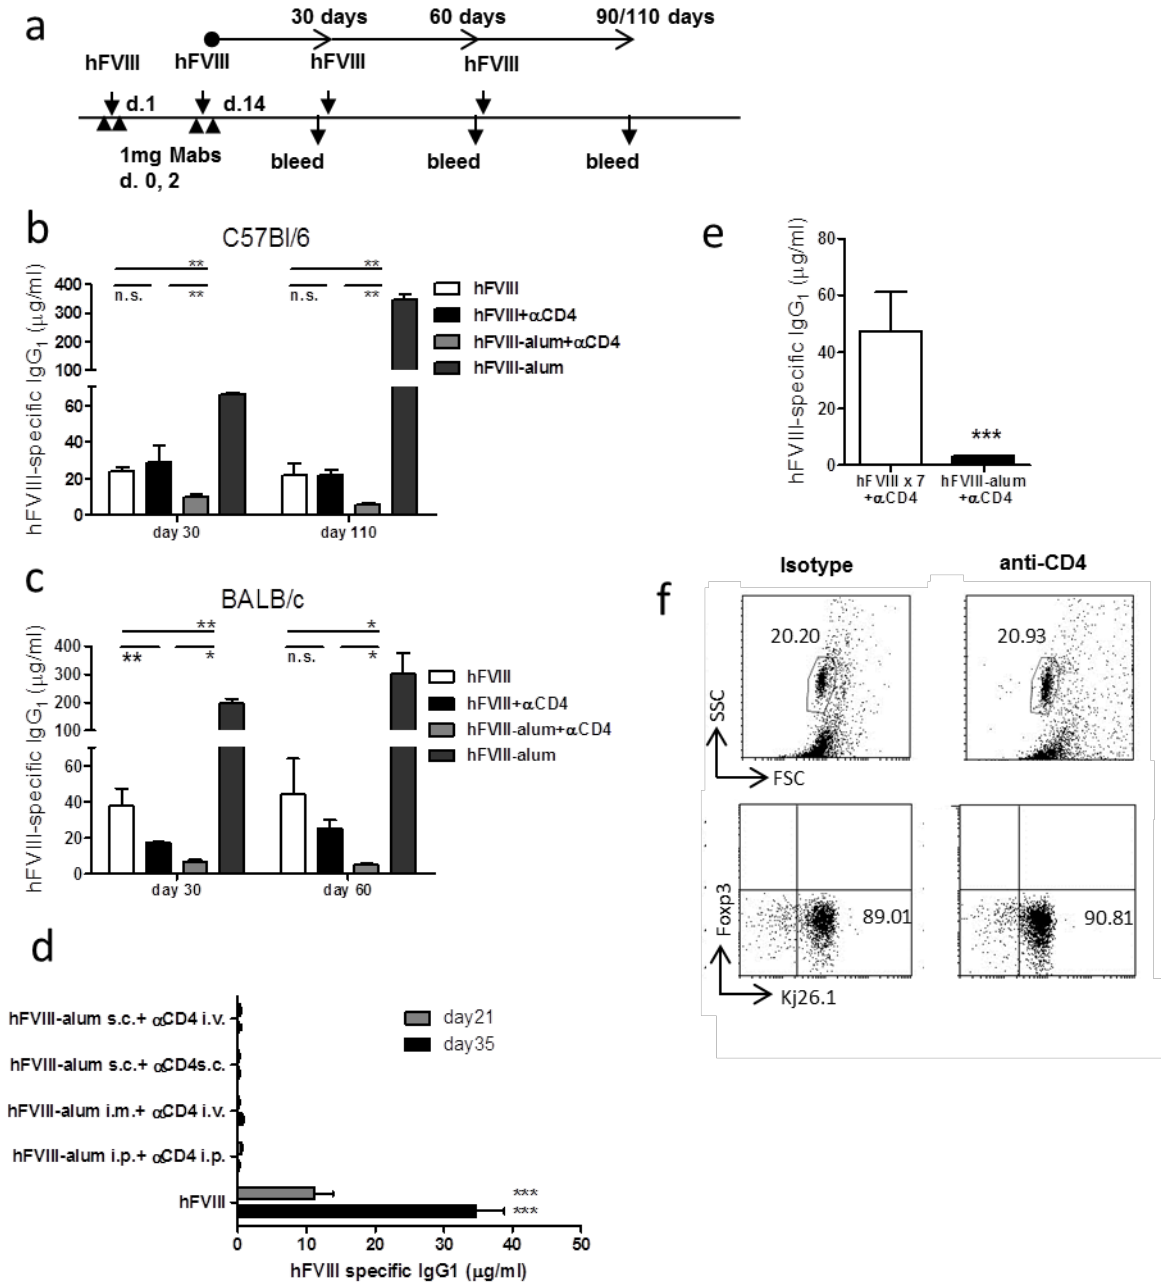 a
30 days 60 days 90/110 days
hFVIII hFVIII hFVIII hFVIII
d.1 d.14
1mg Mabs
d. 0, 2
bleed bleed bleed
b
C57Bl/6
hFVIII-specific IgG1 (μg/ml)
400
300
200
100
60
40
20
0
** **
n.s. ** n.s. **
day 30 day 110
hFVIII
hFVIII+αCD4
hFVIII-alum+αCD4
hFVIII-alum
c
BALB/c
hFVIII-specific IgG1 (μg/ml)
400
300
200
100
60
40
20
0
** *
** * n.s. *
day 30 day 60
hFVIII
hFVIII+αCD4
hFVIII-alum+αCD4
hFVIII-alum
d
hFVIII-alum s.c.+ αCD4 i.v.
hFVIII-alum s.c.+ αCD4s.c.
hFVIII-alum i.m.+ αCD4 i.v.
hFVIII-alum i.p.+ αCD4 i.p.
hFVIII
day21
day35
***
***
0 10 20 30 40 50
hFVIII specific IgG1 (μg/ml)
e
hFVIII-specific IgG1 (μg/ml)
80
60
40
20
0
***
hFVIII x 7 hFVIII-alum
+αCD4 +αCD4
f
Isotype anti-CD4
20.20 20.93
SSC
FSC
89.01 90.81
Foxp3
Kj26.1